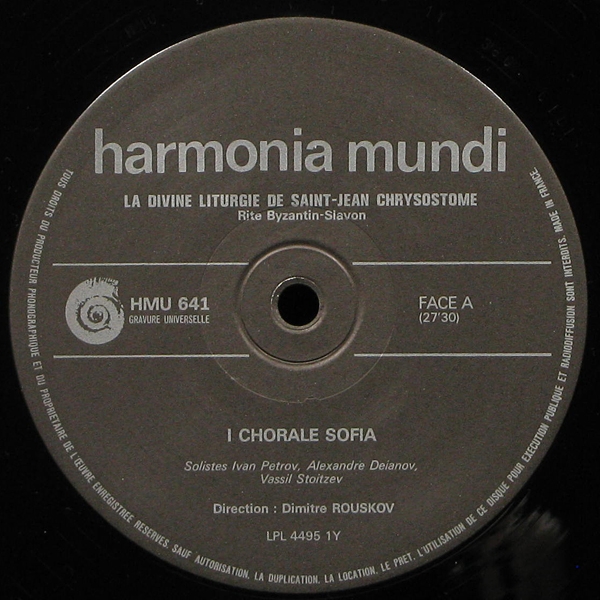 harmonia mundi
LA DIVINE LITURGIE DE SAINT-JEAN CHRYSOSTOME
Rite Byzantin-Slavon
HMU 641
GRAVURE UNIVERSELLE
FACE A
(27'30)
I CHORALE SOFIA
Solistes Ivan Petrov, Alexandre Deianov,
Vassil Stoitzev
Direction : Dimitre ROUSKOV
LPL 4495 1Y
TOUS DROITS DU PRODUCTEUR PHONOGRAPHIQUE ET DU PROPRIETAIRE DE L'ŒUVRE ENREGISTREE RESERVES. SAUF AUTORISATION, LA DUPLICATION, LA LOCATION, LE PRET, L'UTILISATION DE CE DISQUE POUR EXECUTION PUBLIQUE ET RADIODIFFUSION SONT INTERDITS. MADE IN FRANCE.